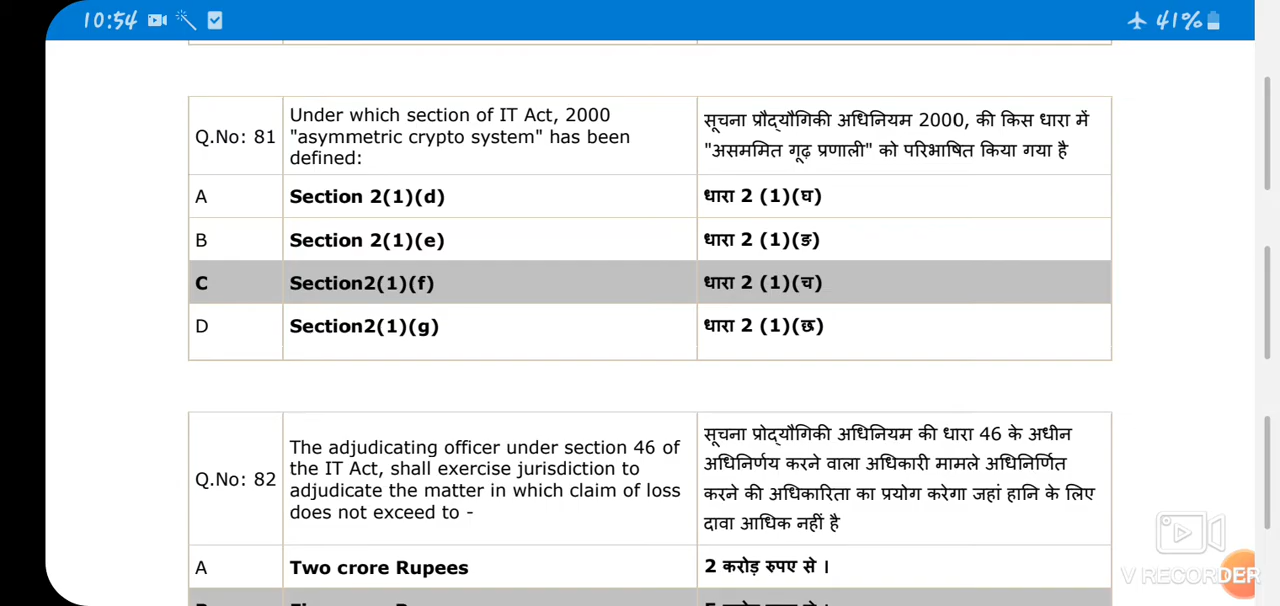 10:54
41%
Q.No: 81
Under which section of IT Act, 2000
"asymmetric crypto system" has been
defined:
सूचना प्रौद्यौगिकी अधिनियम 2000, की किस धारा में
"असममित गूढ़ प्रणाली" को परिभाषित किया गया है
A
Section 2(1)(d)
धारा 2 (1)(घ)
B
Section 2(1)(e)
धारा 2 (1)(ङ)
C
Section2(1)(f)
धारा 2 (1)(च)
D
Section2(1)(g)
धारा 2 (1)(छ)
Q.No: 82
The adjudicating officer under section 46 of
the IT Act, shall exercise jurisdiction to
adjudicate the matter in which claim of loss
does not exceed to -
सूचना प्रोद्यौगिकी अधिनियम की धारा 46 के अधीन
अधिनिर्णय करने वाला अधिकारी मामले अधिनिर्णित
करने की अधिकारिता का प्रयोग करेगा जहां हानि के लिए
दावा आधिक नहीं है
A
Two crore Rupees
2 करोड़ रुपए से ।
V RECORDER